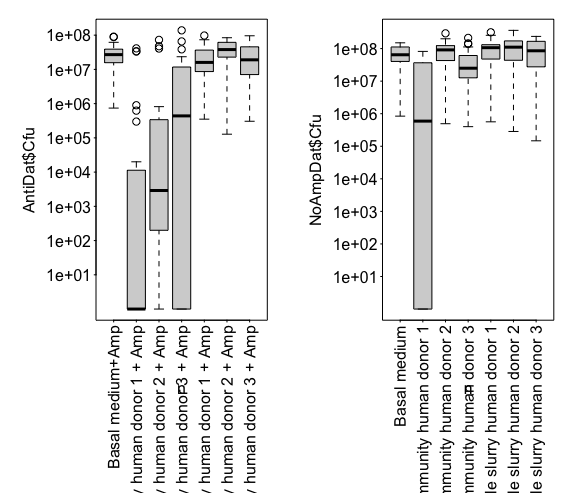 AntiDat$Cfu
1e+08
1e+07
1e+06
1e+05
1e+04
1e+03
1e+02
1e+01
Basal medium+Amp
human donor 1 + Amp
human donor 2 + Amp
human donor 3 + Amp
human donor 1 + Amp
human donor 2 + Amp
human donor 3 + Amp
NoAmpDat$Cfu
1e+08
1e+07
1e+06
1e+05
1e+04
1e+03
1e+02
1e+01
Basal medium
mmunity human donor 1
mmunity human donor 2
mmunity human donor 3
le slurry human donor 1
le slurry human donor 2
le slurry human donor 3